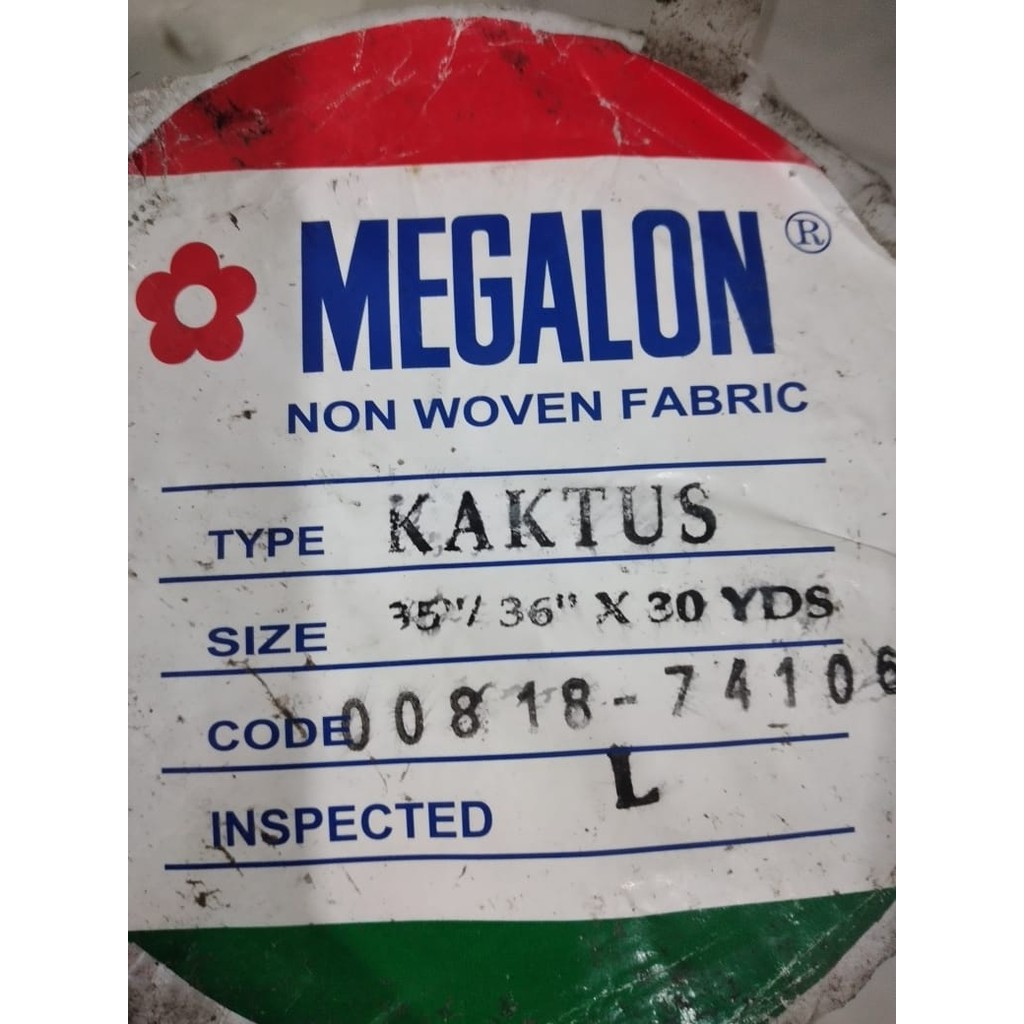 MEGALON ®
NON WOVEN FABRIC
TYPE KAKTUS
SIZE 35"/ 36" X 30 YDS
CODE 00818-74106
L
INSPECTED